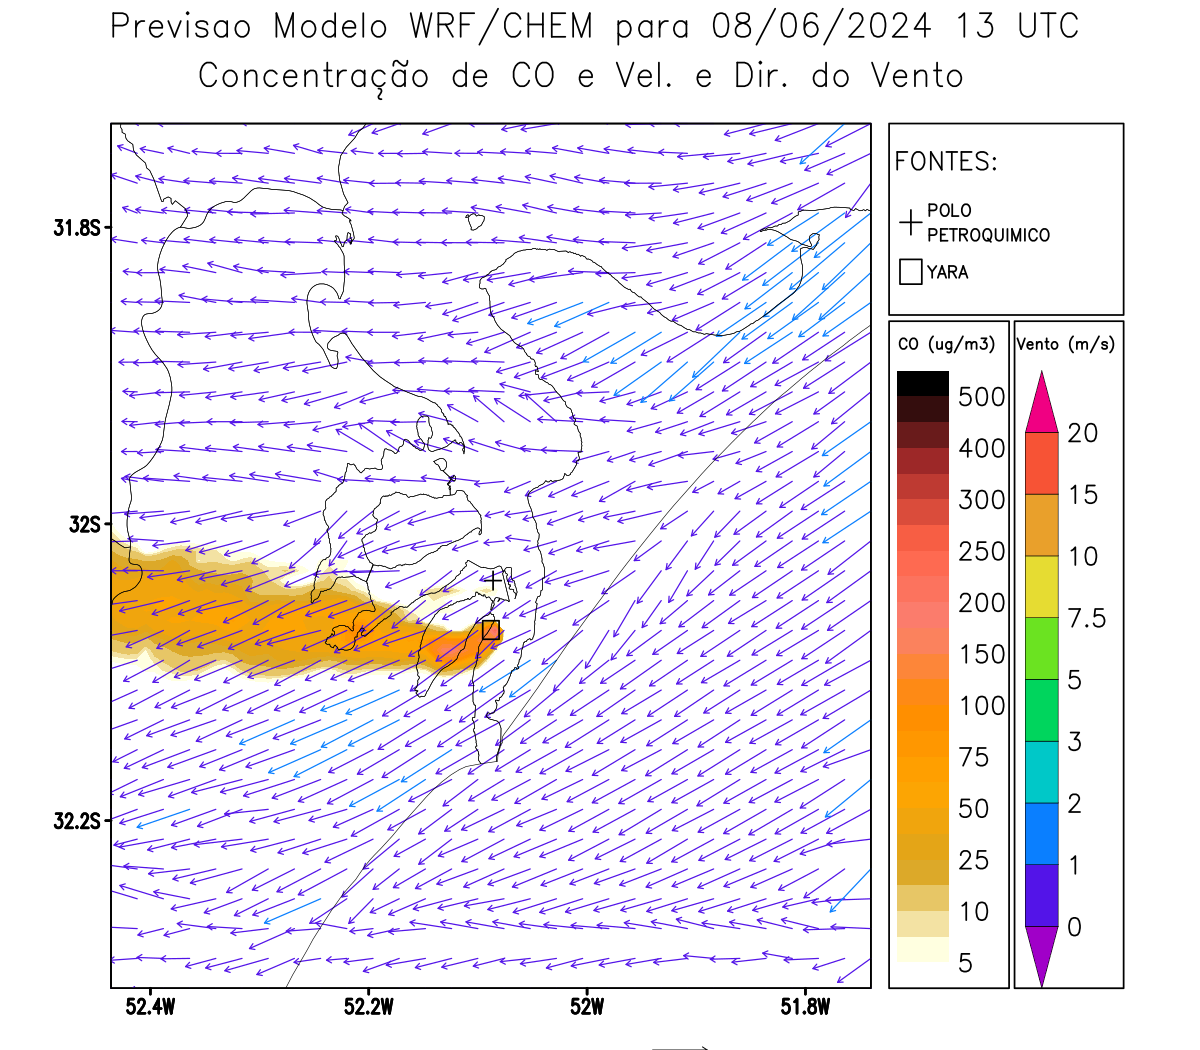 Previsao Modelo WRF/CHEM para 08/06/2024 13 UTC
Concentração de CO e Vel. e Dir. do Vento
FONTES:
POLO
PETROQUIMICO
YARA
31.8S
32S
32.2S
52.4W
52.2W
52W
51.8W
CO (ug/m3)
500
400
300
250
200
150
100
75
50
25
10
5
Vento (m/s)
20
15
10
7.5
5
3
2
1
0